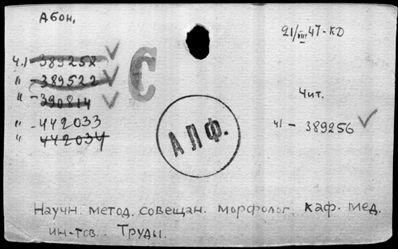 Абон.
21/VIII 47-КО
ч.1 - 389258
" - 389522
" - 390814
" - 442033
" 442034
С
Чит.
ч1 - 389256
АЛФ.
Научн. метод. совещан. морфолог. каф. мед.
ин-тов. Труды.